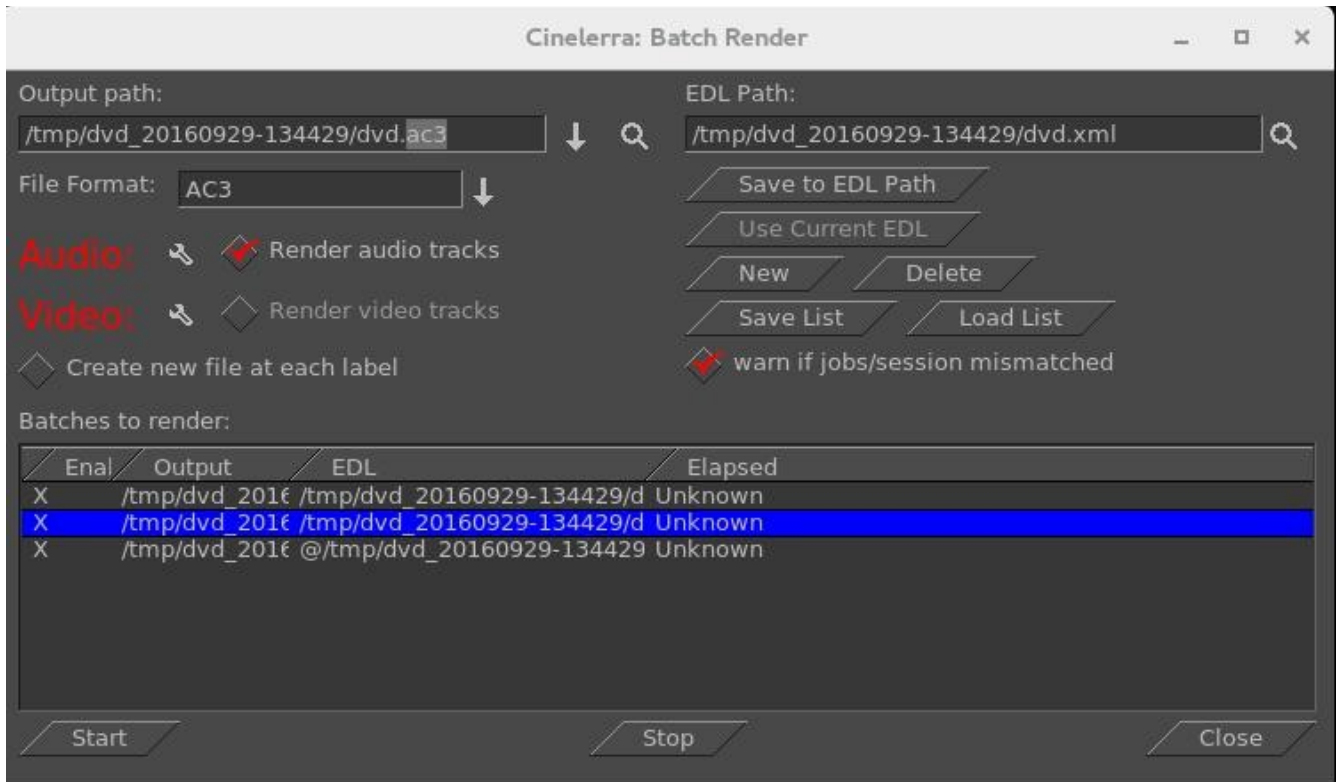 Cinelerra: Batch Render
Output path:
/tmp/dvd_20160929-134429/dvd.ac3
File Format: AC3
Audio: Render audio tracks
Video: Render video tracks
Create new file at each label
EDL Path:
/tmp/dvd_20160929-134429/dvd.xml
Save to EDL Path
Use Current EDL
New Delete
Save List Load List
warn if jobs/session mismatched
Batches to render:
Enal Output EDL Elapsed
X /tmp/dvd_2016 /tmp/dvd_20160929-134429/d Unknown
X /tmp/dvd_2016 /tmp/dvd_20160929-134429/d Unknown
X /tmp/dvd_2016 @/tmp/dvd_20160929-134429 Unknown
Start Stop Close